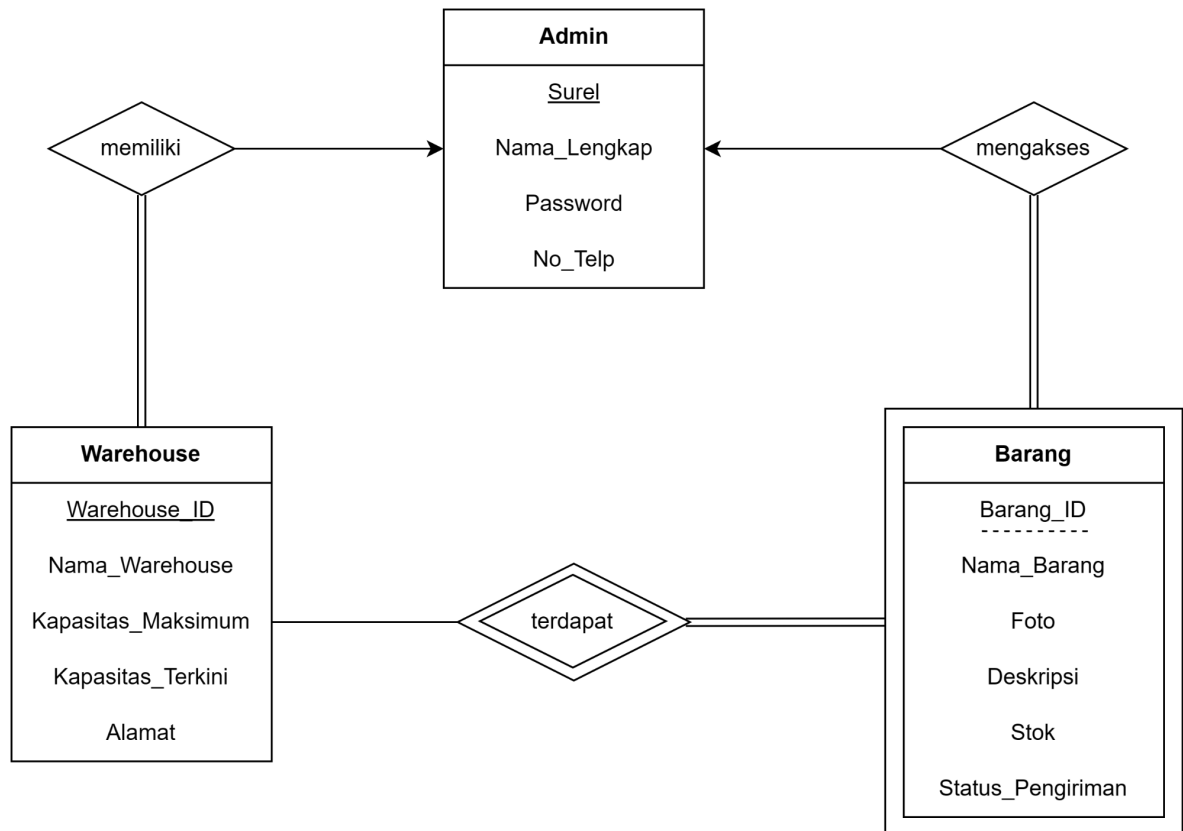 Admin
Surel
Nama_Lengkap
Password
No_Telp
memiliki
mengakses
Warehouse
Warehouse_ID
Nama_Warehouse
Kapasitas_Maksimum
Kapasitas_Terkini
Alamat
terdapat
Barang
Barang_ID
Nama_Barang
Foto
Deskripsi
Stok
Status_Pengiriman